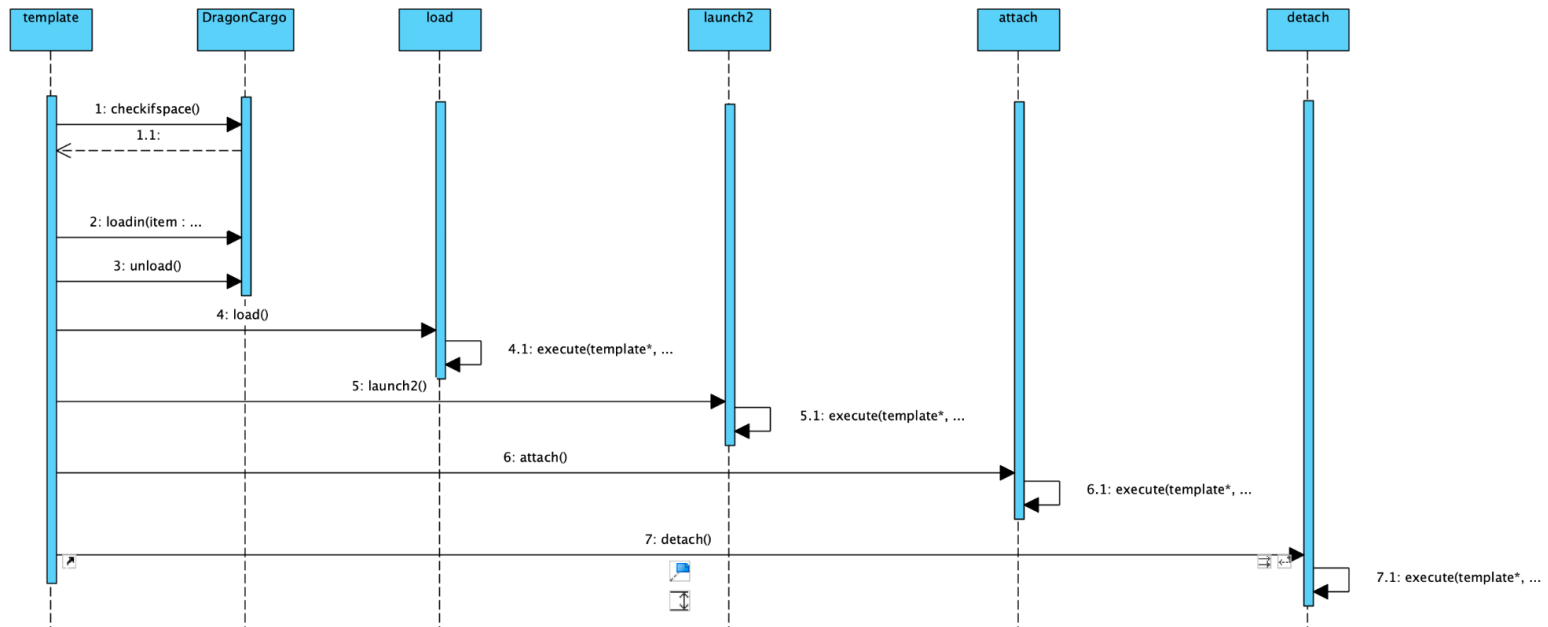 template
DragonCargo
load
launch2
attach
detach
1: checkifspace()
1.1:
2: loadin(item : ...
3: unload()
4: load()
4.1: execute(template*, ...
5: launch2()
5.1: execute(template*, ...
6: attach()
6.1: execute(template*, ...
7: detach()
7.1: execute(template*, ...